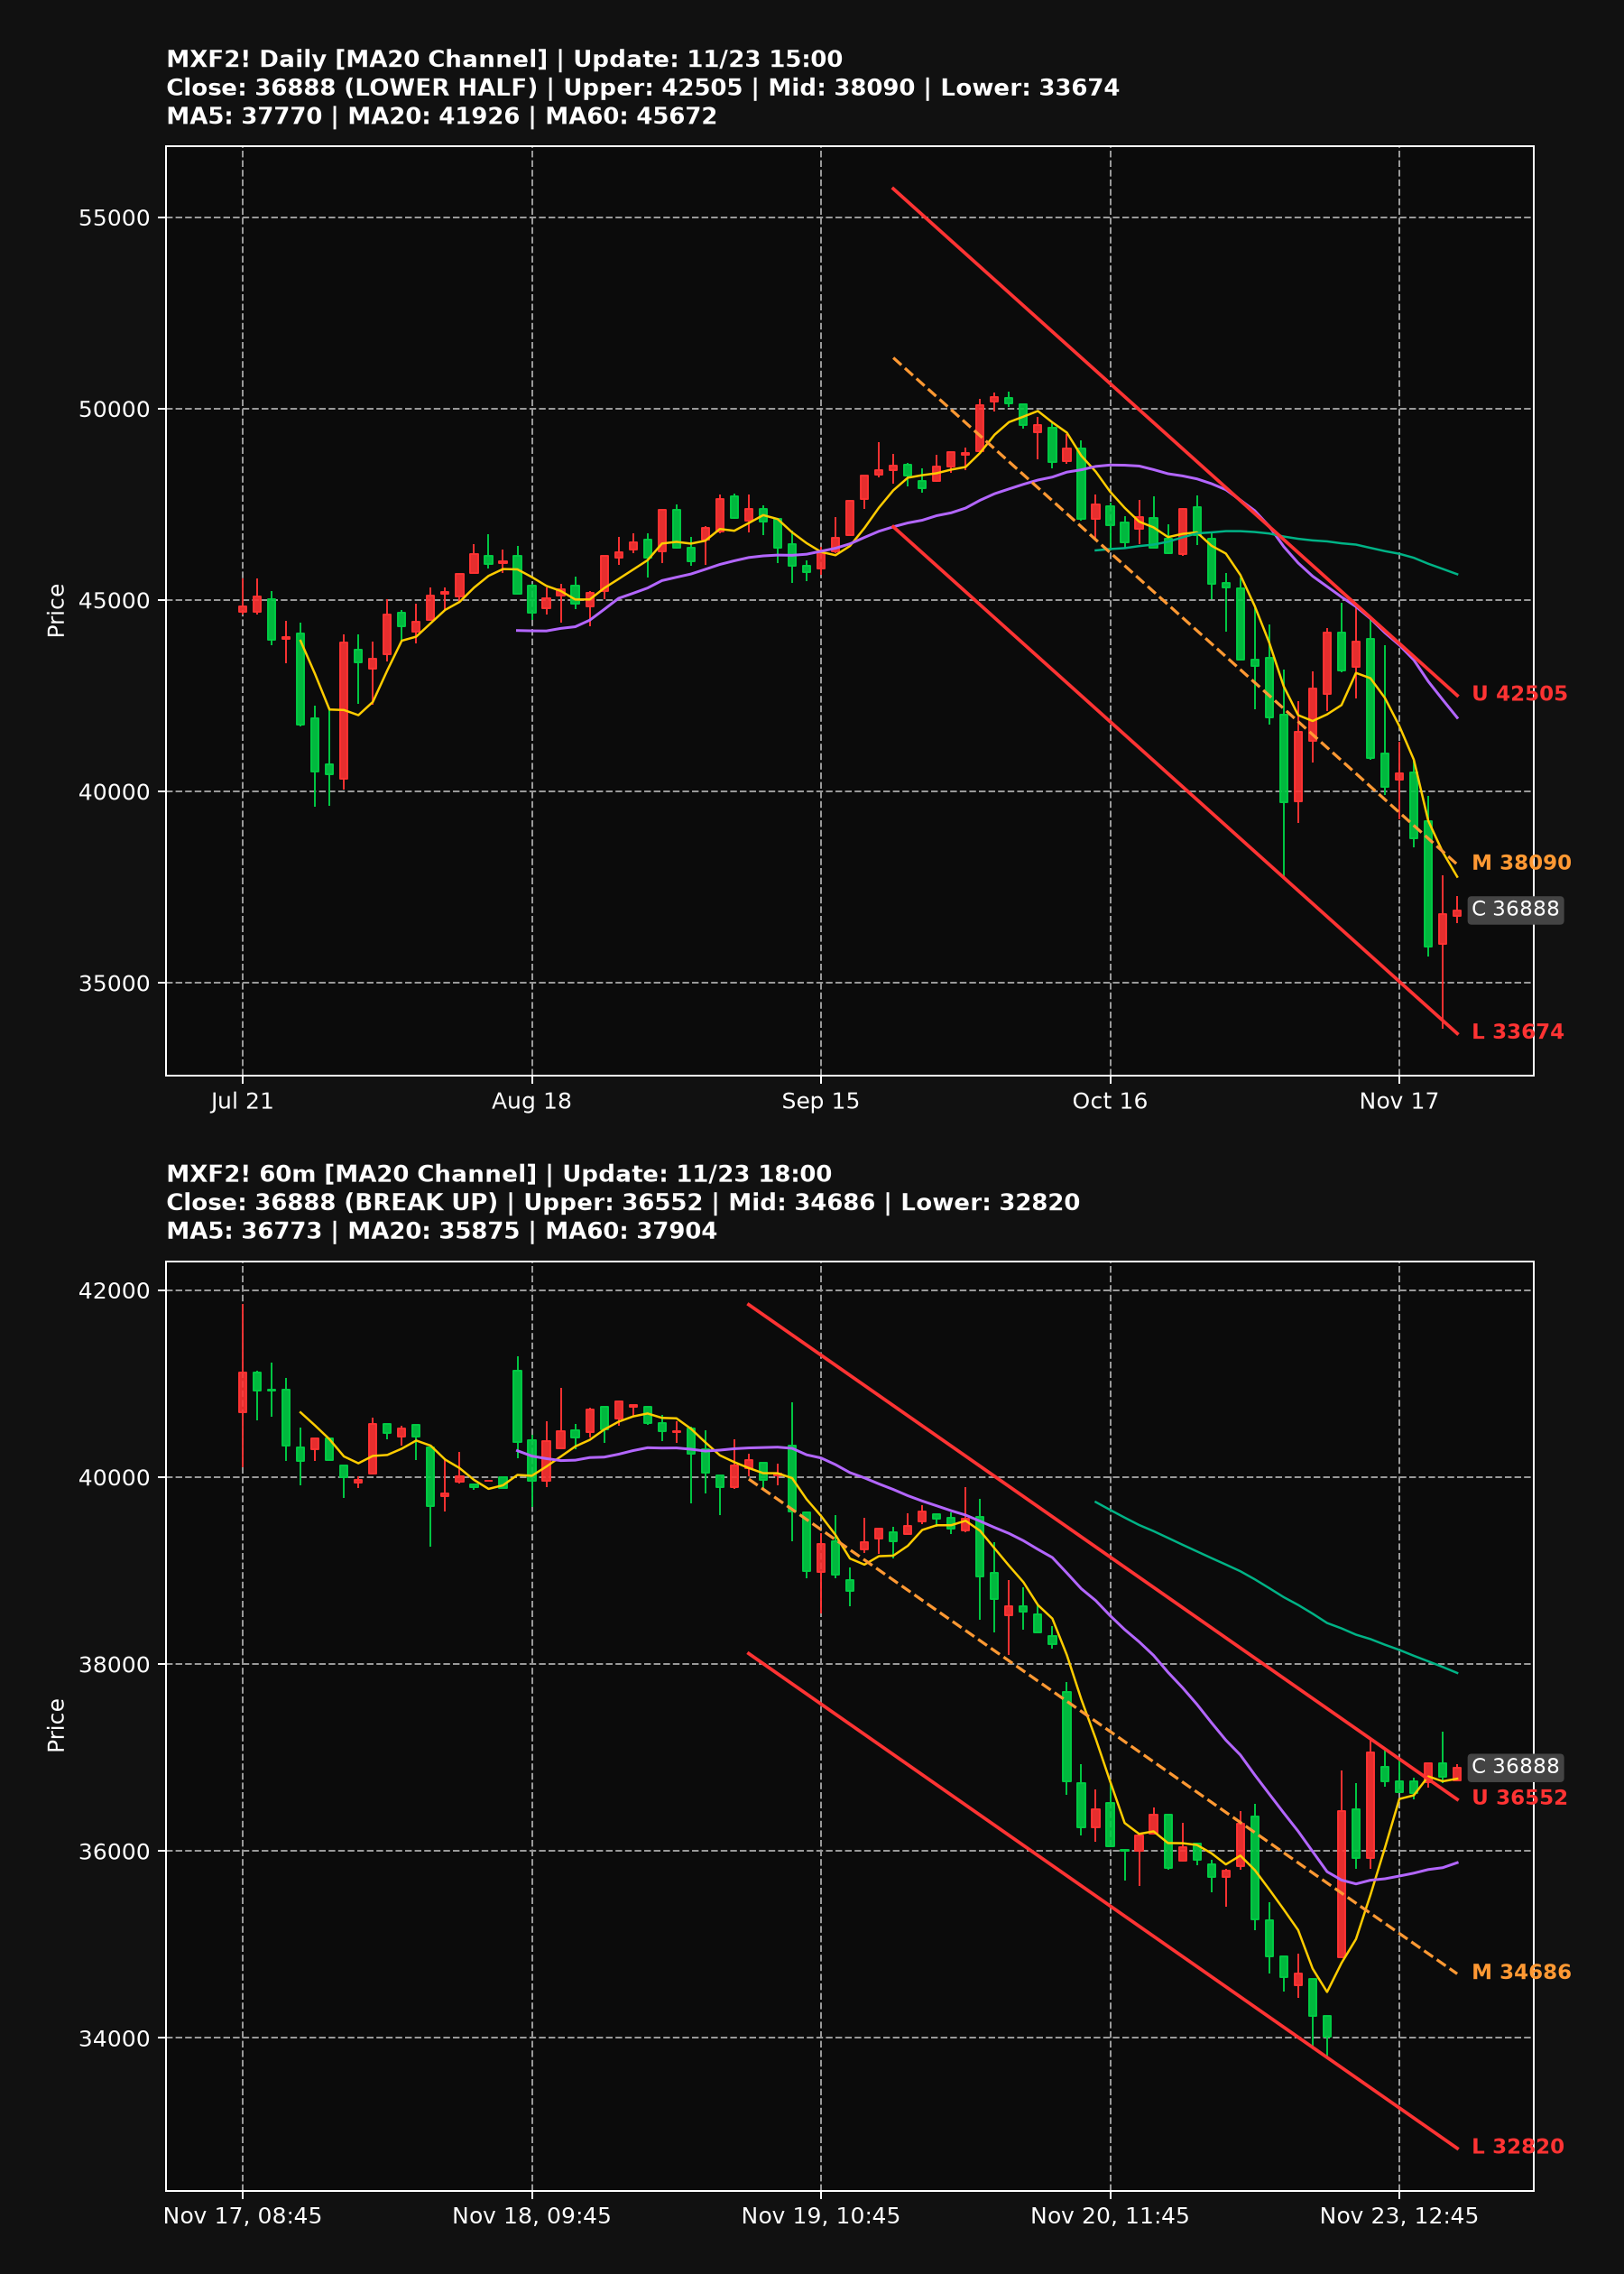 MXF2! Daily [MA20 Channel] | Update: 11/23 15:00
Close: 36888 (LOWER HALF) | Upper: 42505 | Mid: 38090 | Lower: 33674
MA5: 37770 | MA20: 41926 | MA60: 45672
Price
55000
50000
45000
40000
35000
U 42505
M 38090
C 36888
L 33674
Jul 21
Aug 18
Sep 15
Oct 16
Nov 17
MXF2! 60m [MA20 Channel] | Update: 11/23 18:00
Close: 36888 (BREAK UP) | Upper: 36552 | Mid: 34686 | Lower: 32820
MA5: 36773 | MA20: 35875 | MA60: 37904
Price
42000
40000
38000
36000
34000
C 36888
U 36552
M 34686
L 32820
Nov 17, 08:45
Nov 18, 09:45
Nov 19, 10:45
Nov 20, 11:45
Nov 23, 12:45